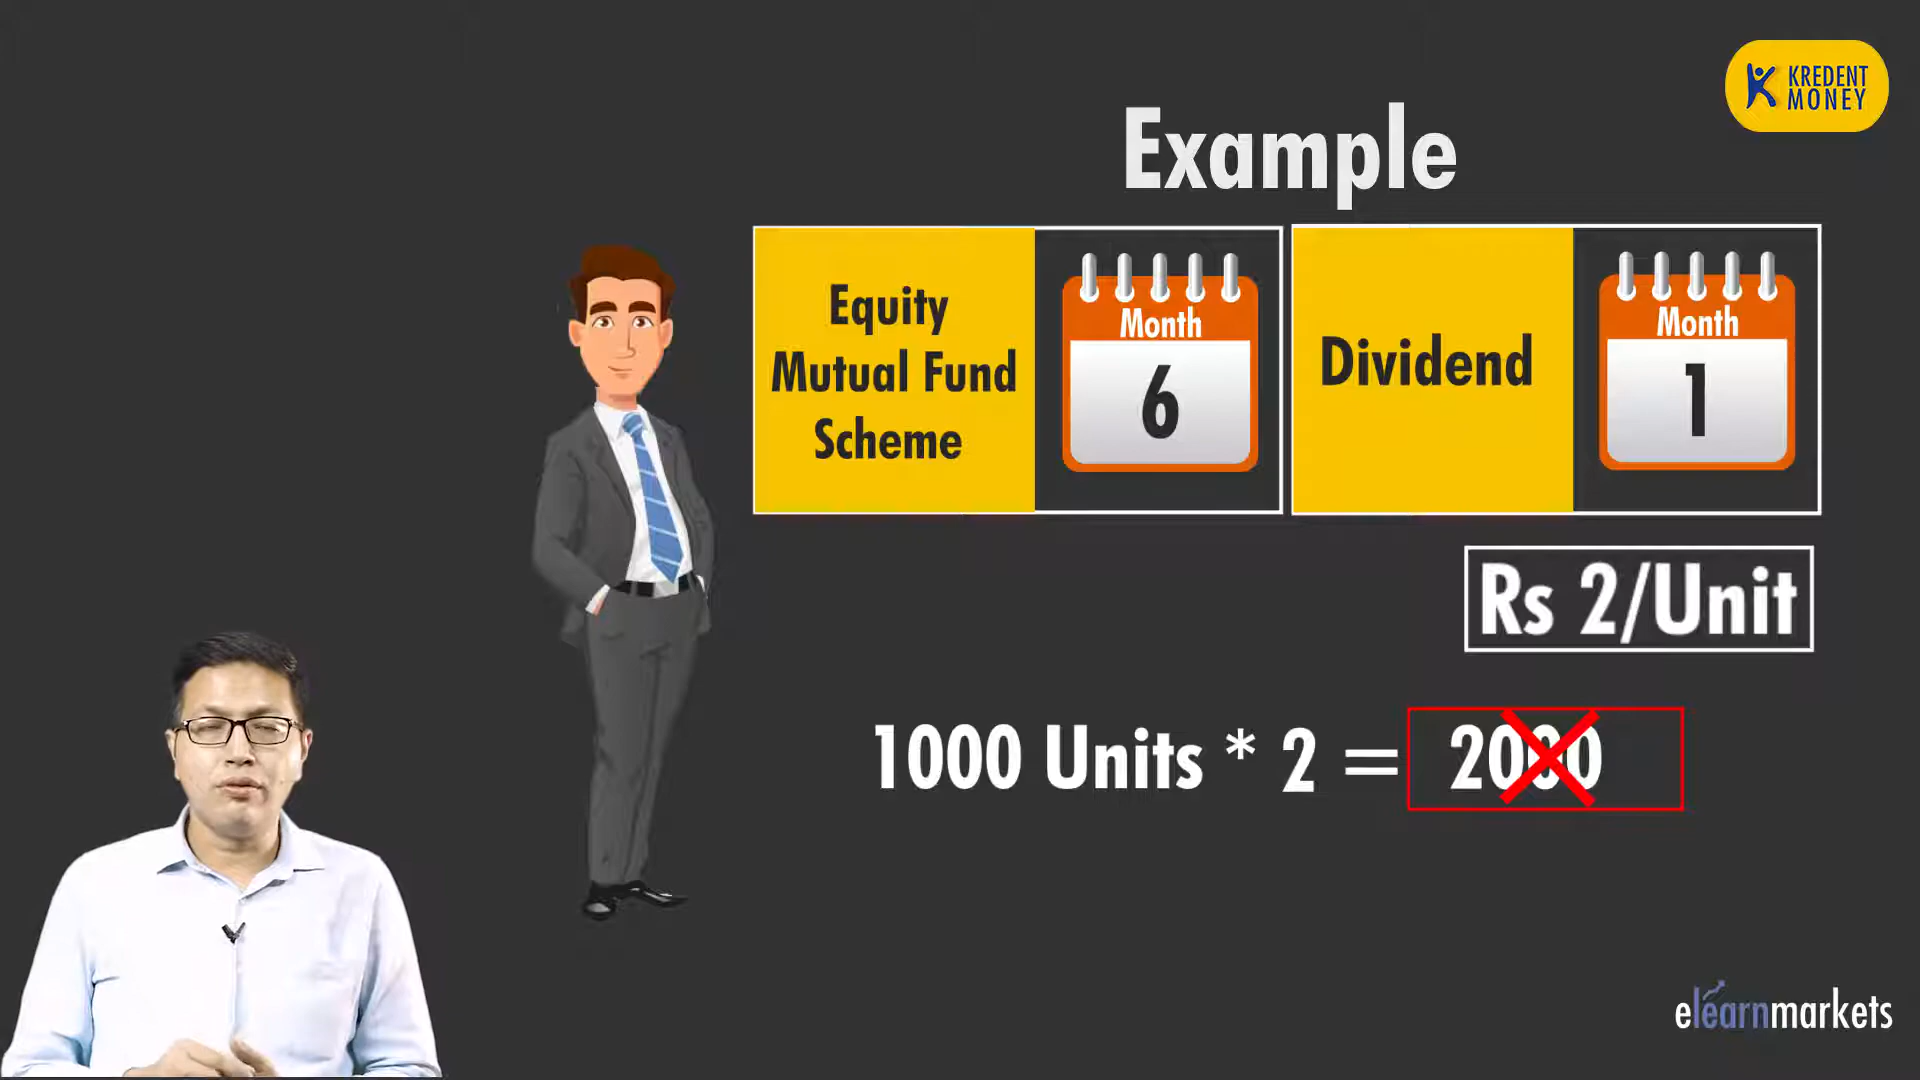 KREDENT
MONEY
Example
Equity
Mutual Fund
Scheme
Month
6
Dividend
Month
1
Rs 2/Unit
1000 Units * 2 = 2000
elearnmarkets